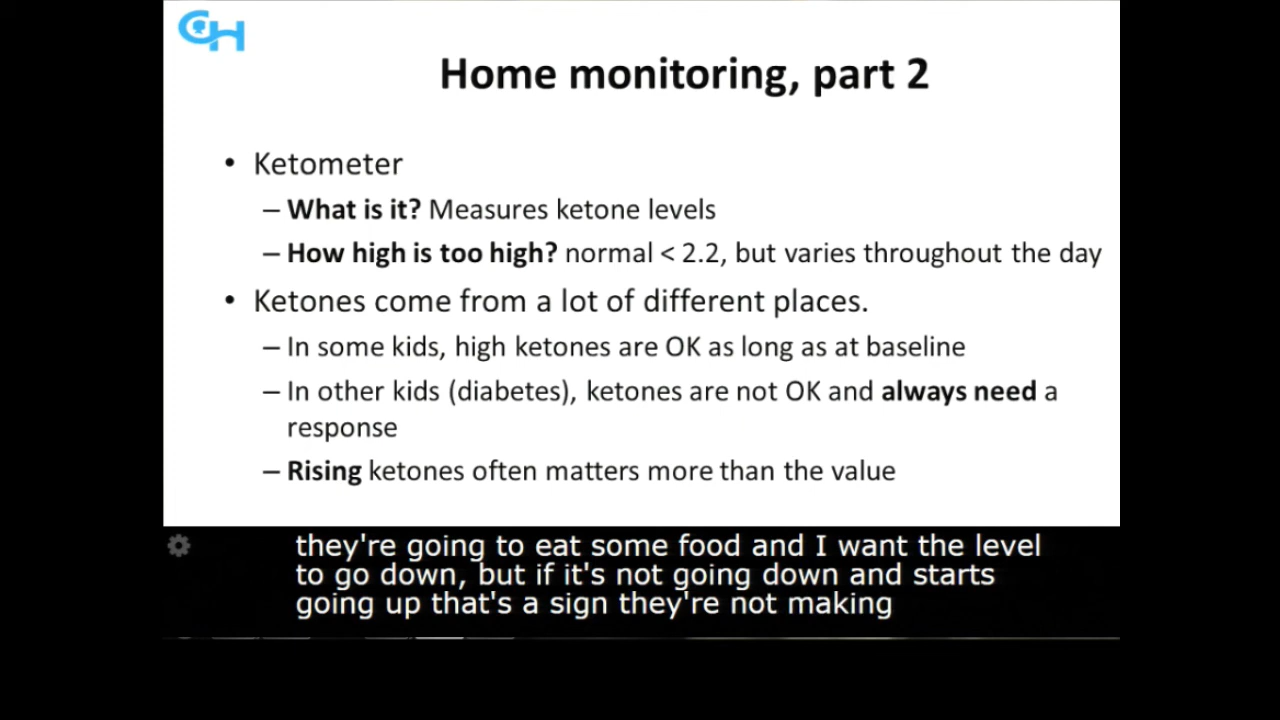 GH
Home monitoring, part 2
• Ketometer
– What is it? Measures ketone levels
– How high is too high? normal < 2.2, but varies throughout the day
• Ketones come from a lot of different places.
– In some kids, high ketones are OK as long as at baseline
– In other kids (diabetes), ketones are not OK and always need a
response
– Rising ketones often matters more than the value
they're going to eat some food and I want the level
to go down, but if it's not going down and starts
going up that's a sign they're not making